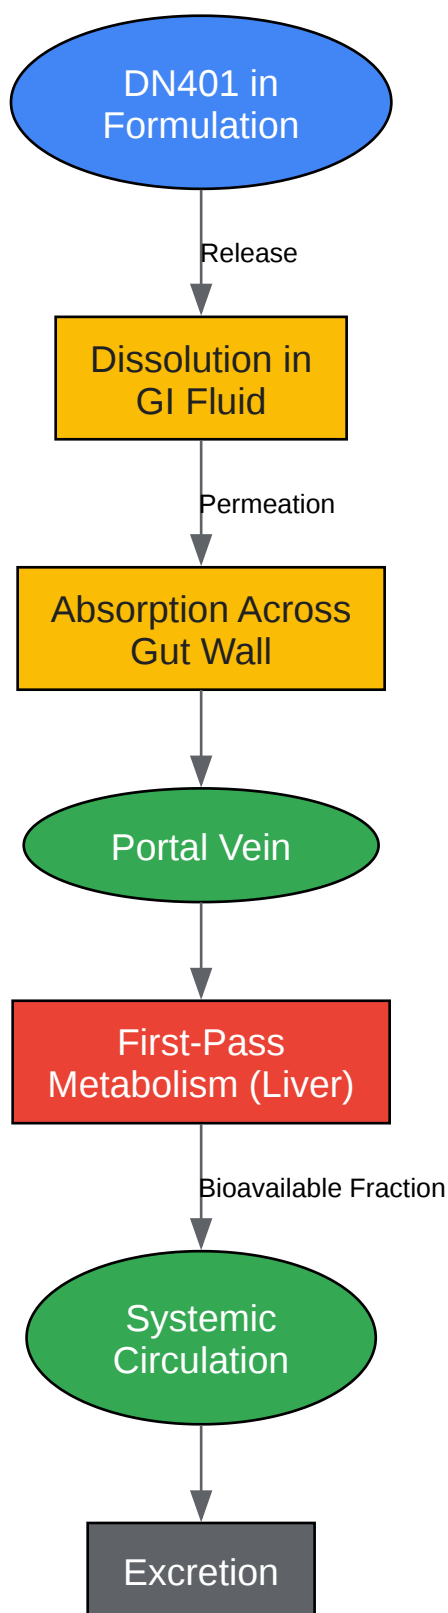 DN401 in
Formulation
Release
Dissolution in
GI Fluid
Permeation
Absorption Across
Gut Wall
Portal Vein
First-Pass
Metabolism (Liver)
Bioavailable Fraction
Systemic
Circulation
Excretion